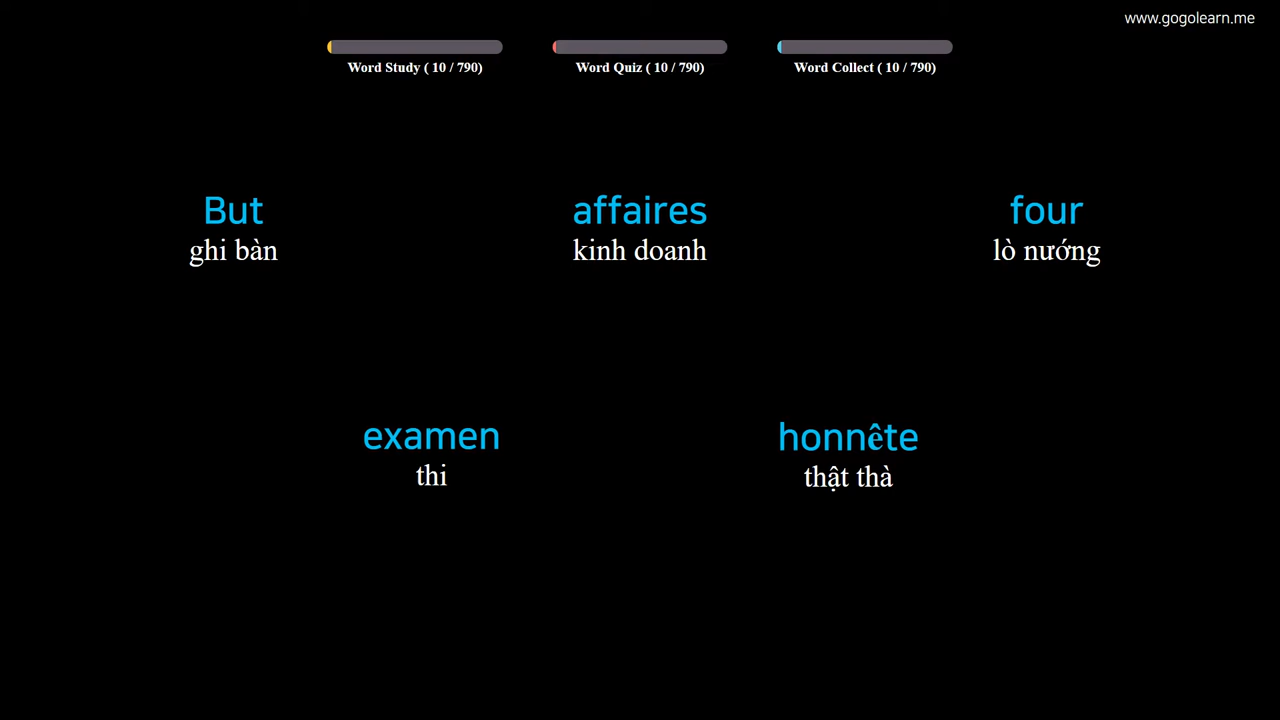 www.gogolearn.me
Word Study ( 10 / 790)
Word Quiz ( 10 / 790)
Word Collect ( 10 / 790)
But
ghi bàn
affaires
kinh doanh
four
lò nướng
examen
thi
honnête
thật thà